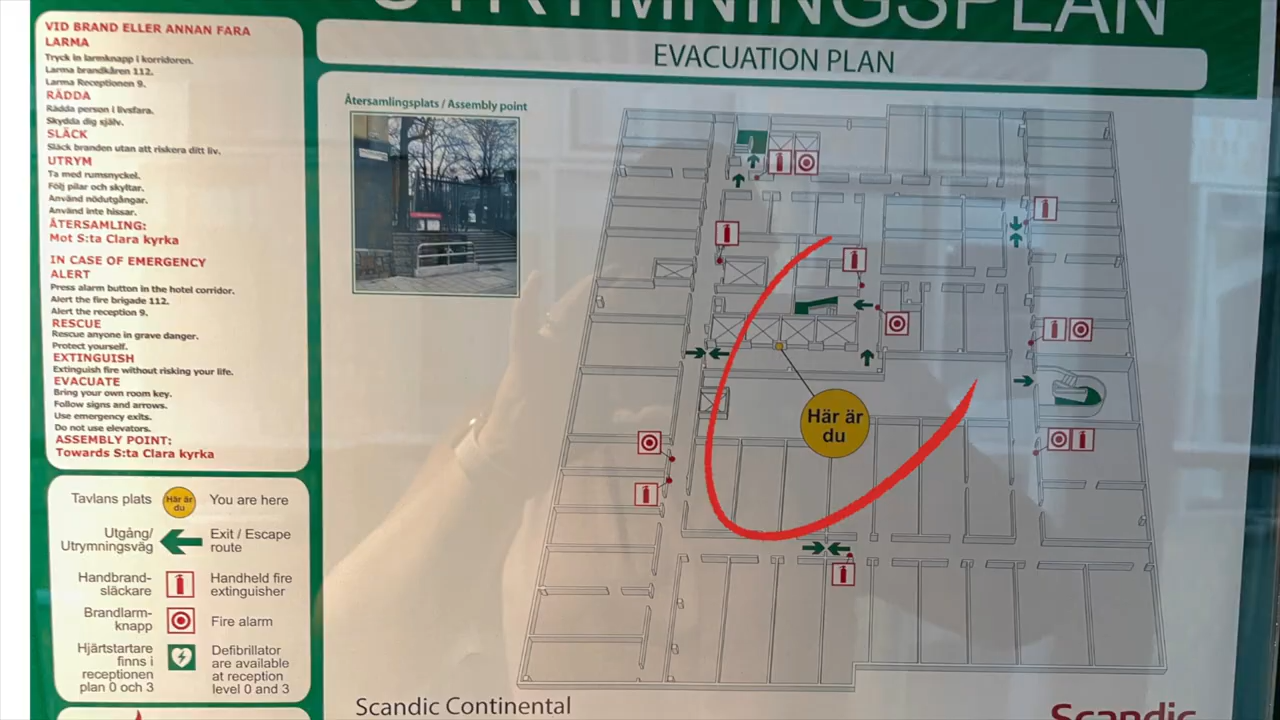 UTRYMNINGSPLAN
EVACUATION PLAN
VID BRAND ELLER ANNAN FARA
LARMA
Tryck in larmknapp i korridoren.
Larma brandkåren 112.
Larma Receptionen 9.
RÄDDA
Rädda person i livsfara.
Skydda dig själv.
SLÄCK
Släck branden utan att riskera ditt liv.
UTRYM
Ta med rumsnyckel.
Följ pilar och skyltar.
Använd nödutgångar.
Använd inte hissar.
ÅTERSAMLING:
Mot S:ta Clara kyrka
IN CASE OF EMERGENCY
ALERT
Press alarm button in the hotel corridor.
Alert the fire brigade 112.
Alert the reception 9.
RESCUE
Rescue anyone in grave danger.
Protect yourself.
EXTINGUISH
Extinguish fire without risking your life.
EVACUATE
Bring your own room key.
Follow signs and arrows.
Use emergency exits.
Do not use elevators.
ASSEMBLY POINT:
Towards S:ta Clara kyrka
Tavlans plats
Här är
du
You are here
Utgång/
Utrymningsväg
Exit / Escape
route
Handbrand-
släckare
Handheld fire
extinguisher
Brandlarm-
knapp
Fire alarm
Hjärtstartare
finns i
receptionen
plan 0 och 3
Defibrillator
are available
at reception
level 0 and 3
Återsamlingsplats / Assembly point
Här är
du
Scandic Continental
Scandic